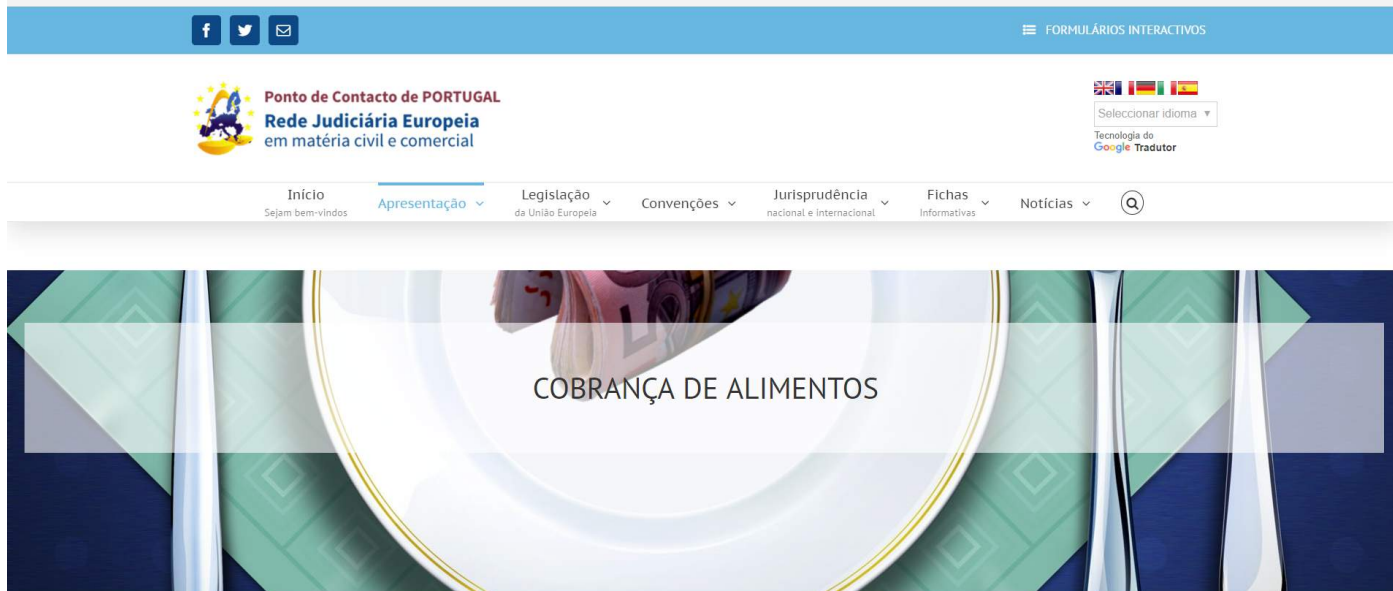 FORMULÁRIOS INTERACTIVOS
Ponto de Contacto de PORTUGAL
Rede Judiciária Europeia
em matéria civil e comercial
Seleccionar idioma ▼
Tecnologia do
Google Tradutor
Início
Sejam bem-vindos
Apresentação
Legislação
da União Europeia
Convenções
Jurisprudência
nacional e internacional
Fichas
Informativas
Notícias
COBRANÇA DE ALIMENTOS